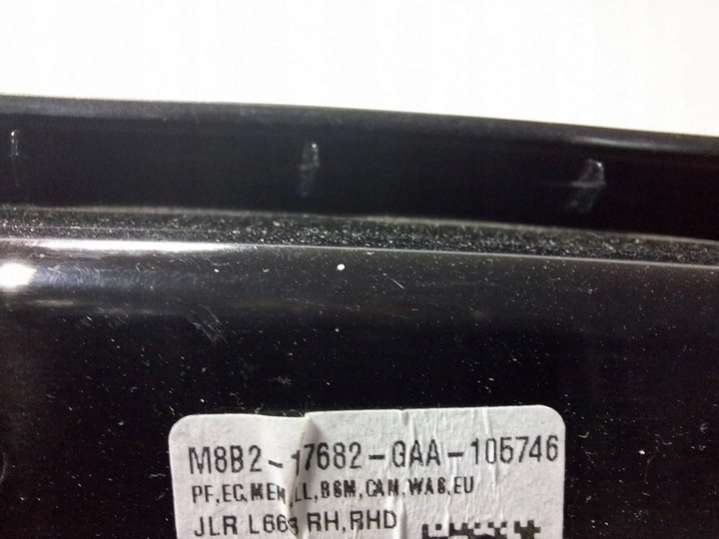 M8B2-17682-GAA-105746
PF,EC,MEM,LL,BSM,CAM,WAS,EU
JLR L663 RH,RHD